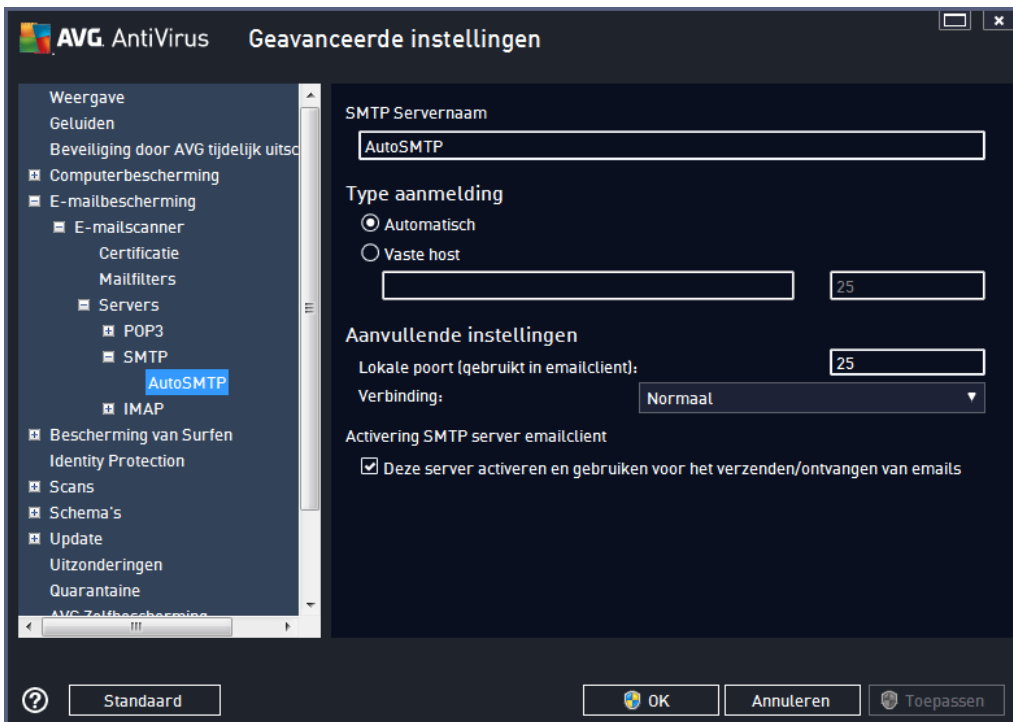 AVG. AntiVirus Geavanceerde instellingen
Weergave
Geluiden
Beveiliging door AVG tijdelijk uitsc
Computerbescherming
E-mailbescherming
E-mailscanner
Certificatie
Mailfilters
Servers
POP3
SMTP
AutoSMTP
IMAP
Bescherming van Surfen
Identity Protection
Scans
Schema's
Update
Uitzonderingen
Quarantaine
AVG Zelfbescherming
SMTP Servernaam
AutoSMTP
Type aanmelding
Automatisch
Vaste host
25
Aanvullende instellingen
Lokale poort (gebruikt in emailclient): 25
Verbinding: Normaal
Activering SMTP server emailclient
Deze server activeren en gebruiken voor het verzenden/ontvangen van emails
? Standaard OK Annuleren Toepassen